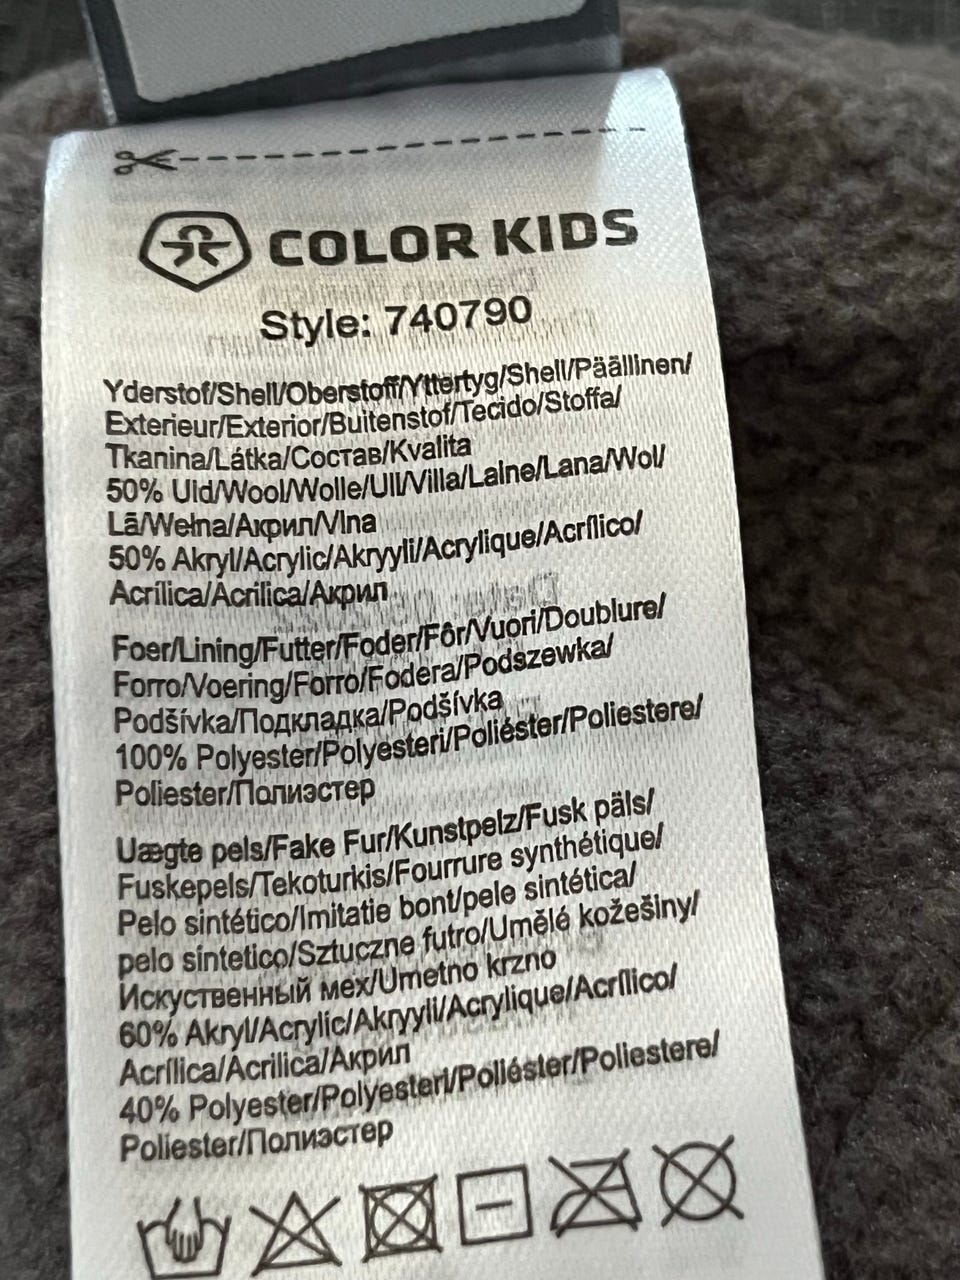 COLOR KIDS
Style: 740790
Yderstof/Shell/Oberstoff/Yttertyg/Shell/Päällinen/
Exterieur/Exterior/Buitenstof/Tecido/Stoffa/
Tkanina/Látka/Состав/Kvalita
50% Uld/Wool/Wolle/Ull/Villa/Laine/Lana/Wol/
Lã/Wełna/Акрил/Vlna
50% Akryl/Acrylic/Akryyli/Acrylique/Acrílico/
Acrílica/Acrilica/Акрил
Foer/Lining/Futter/Foder/Fôr/Vuori/Doublure/
Forro/Voering/Forro/Fodera/Podszewka/
Podšívka/Подкладка/Podšívka
100% Polyester/Polyesteri/Poliéster/Poliestere/
Poliester/Полиэстер
Uægte pels/Fake Fur/Kunstpelz/Fusk päls/
Fuskepels/Tekoturkis/Fourrure synthétique/
Pelo sintético/Imitatie bont/pele sintética/
pelo sintetico/Sztuczne futro/Umělé kožešiny/
Искуственный мех/Umetno krzno
60% Akryl/Acrylic/Akryyli/Acrylique/Acrílico/
Acrílica/Acrilica/Акрил
40% Polyester/Polyesteri/Poliéster/Poliestere/
Poliester/Полиэстер